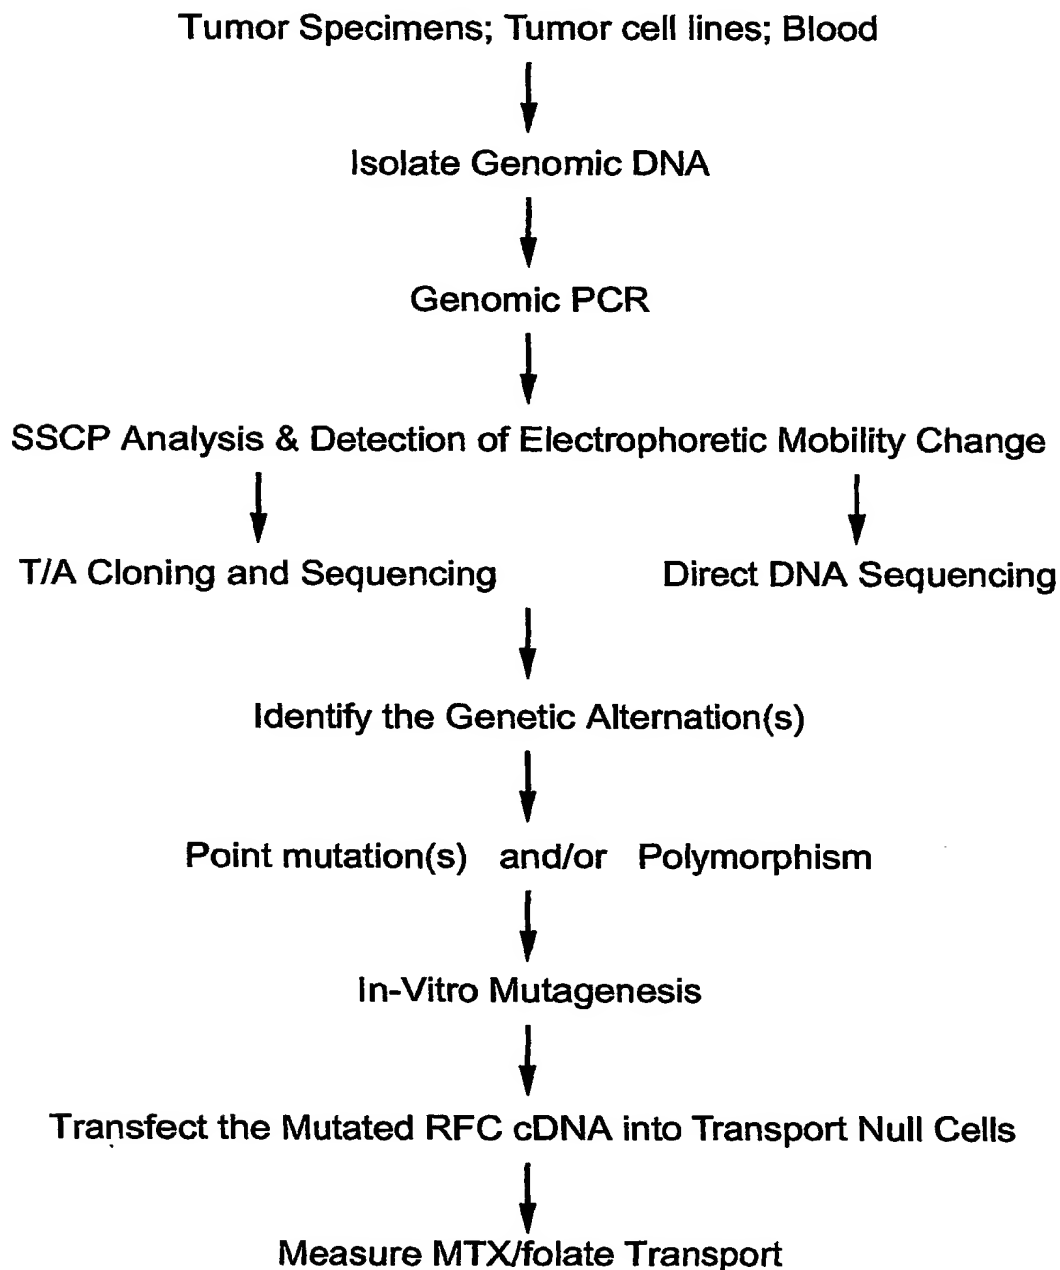 Tumor Specimens; Tumor cell lines; Blood
Isolate Genomic DNA
Genomic PCR
SSCP Analysis & Detection of Electrophoretic Mobility Change
T/A Cloning and Sequencing
Direct DNA Sequencing
Identify the Genetic Alternation(s)
Point mutation(s) and/or Polymorphism
In-Vitro Mutagenesis
Transfect the Mutated RFC cDNA into Transport Null Cells
Measure MTX/folate Transport